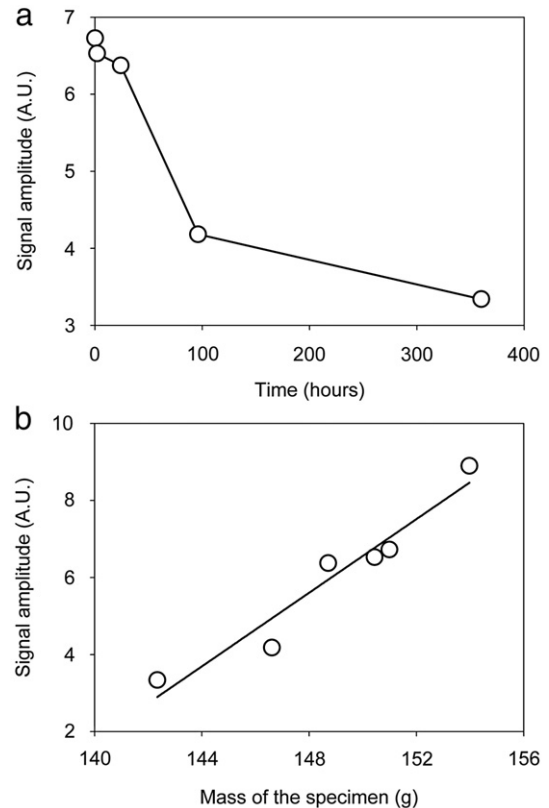 a
7
6
5
4
3
Signal amplitude (A.U.)
0 100 200 300 400
Time (hours)
b
10
8
6
4
2
Signal amplitude (A.U.)
140 144 148 152 156
Mass of the specimen (g)